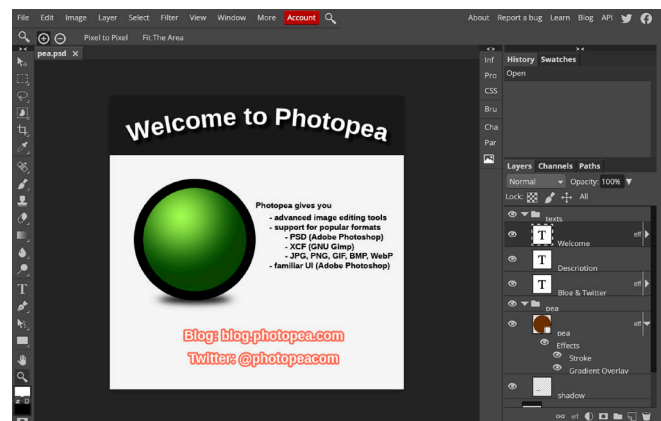 File Edit Image Layer Select Filter View Window More Account About Report a bug Learn Blog API
Pixel to Pixel Fit The Area
pea.psd ×
Inf
Pro
CSS
Bru
Cha
Par
History Swatches
Open
Welcome to Photopea
Photopea gives you
- advanced image editing tools
- support for popular formats
- PSD (Adobe Photoshop)
- XCF (GNU Gimp)
- JPG, PNG, GIF, BMP, WebP
- familiar UI (Adobe Photoshop)
Blog: blog.photopea.com
Twitter: @photopeacom
Layers Channels Paths
Normal Opacity: 100%
Lock: All
texts
T Welcome eff
T Description
T Blog & Twitter eff
pea
pea eff
Effects
Stroke
Gradient Overlay
shadow
eff